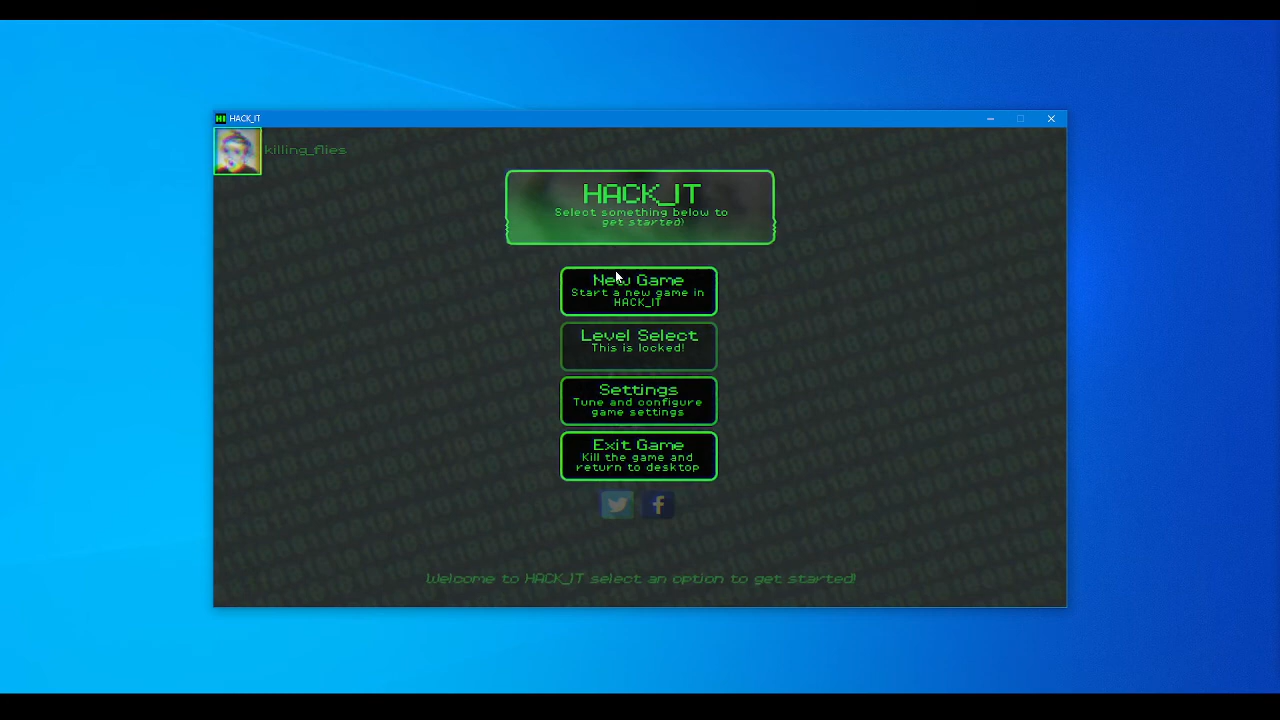 HACK_IT
killing_flies
HACK_IT
Select something below to
get started!
New Game
Start a new game in
HACK_IT
Level Select
This is locked!
Settings
Tune and configure
game settings
Exit Game
Kill the game and
return to desktop
Welcome to HACK_IT select an option to get started!